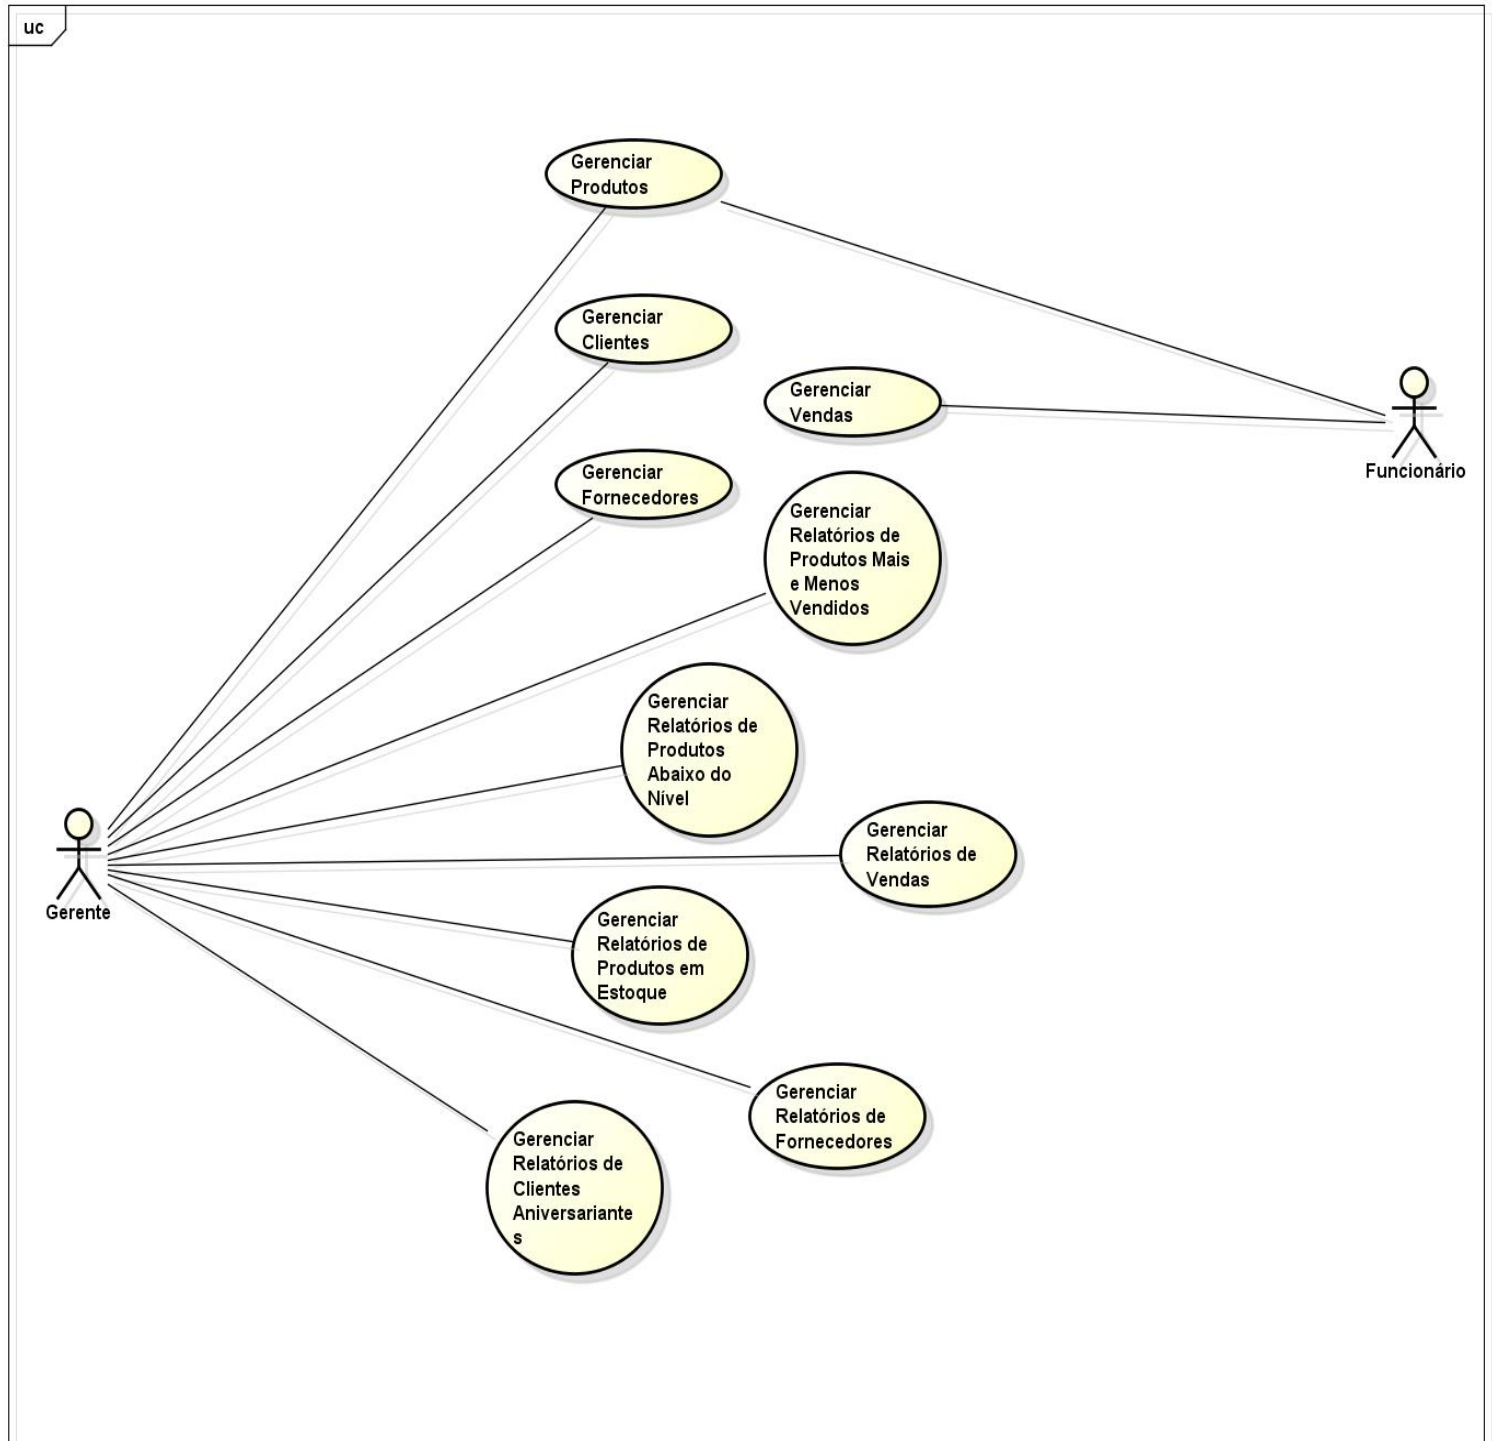 uc
Gerenciar
Produtos
Gerenciar
Clientes
Gerenciar
Vendas
Funcionário
Gerenciar
Fornecedores
Gerenciar
Relatórios de
Produtos Mais
e Menos
Vendidos
Gerenciar
Relatórios de
Produtos
Abaixo do
Nível
Gerenciar
Relatórios de
Vendas
Gerente
Gerenciar
Relatórios de
Produtos em
Estoque
Gerenciar
Relatórios de
Fornecedores
Gerenciar
Relatórios de
Clientes
Aniversariante
s